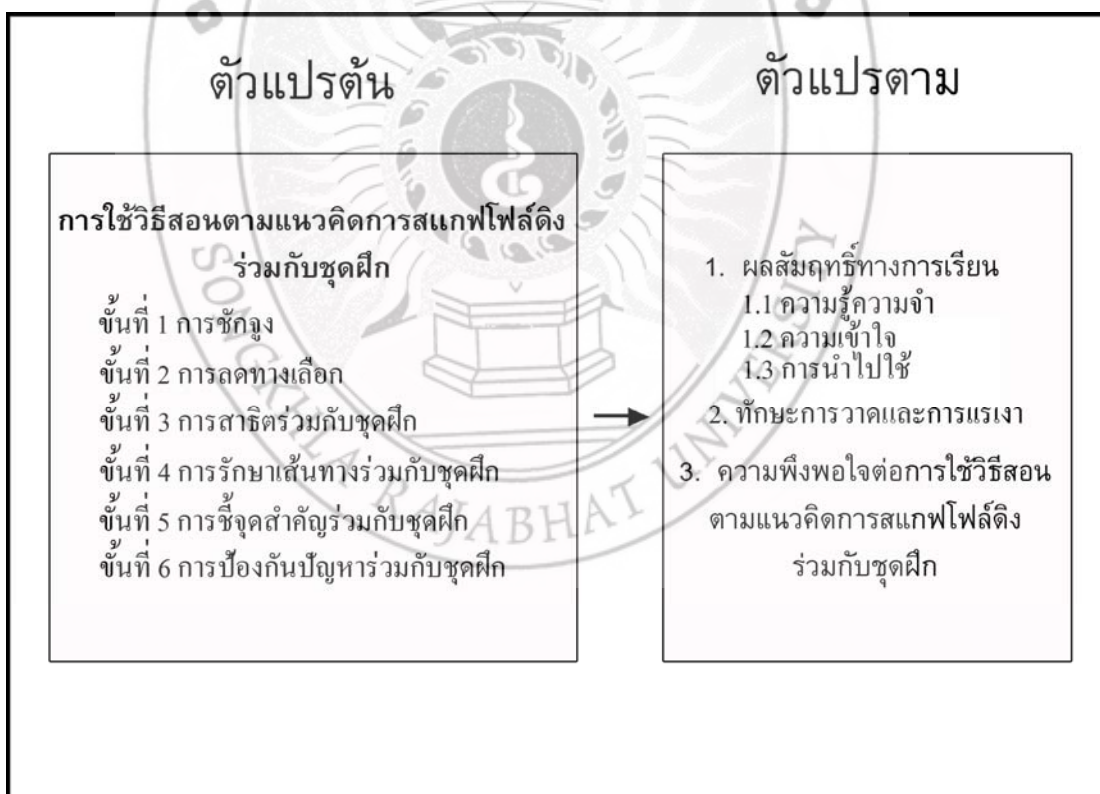 ตัวแปรต้น
ตัวแปรตาม
การใช้วิธีสอนตามแนวคิดการสแกฟโฟล์ดิง
ร่วมกับชุดฝึก
ขั้นที่ 1 การชักจูง
ขั้นที่ 2 การลดทางเลือก
ขั้นที่ 3 การสาธิตร่วมกับชุดฝึก
ขั้นที่ 4 การรักษาเส้นทางร่วมกับชุดฝึก
ขั้นที่ 5 การชี้จุดสำคัญร่วมกับชุดฝึก
ขั้นที่ 6 การป้องกันปัญหาร่วมกับชุดฝึก
1. ผลสัมฤทธิ์ทางการเรียน
1.1 ความรู้ความจำ
1.2 ความเข้าใจ
1.3 การนำไปใช้
2. ทักษะการวาดและการแรเงา
3. ความพึงพอใจต่อการใช้วิธีสอน
ตามแนวคิดการสแกฟโฟล์ดิง
ร่วมกับชุดฝึก
SONGKHLA RAJABHAT UNIVERSITY